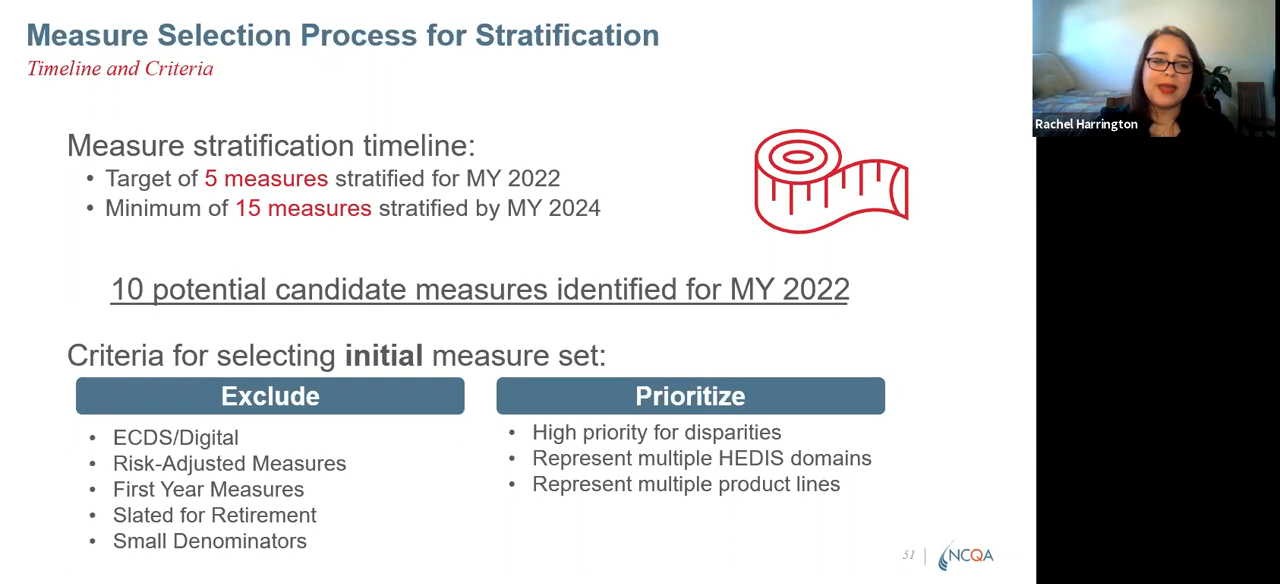 Measure Selection Process for Stratification
Timeline and Criteria
Rachel Harrington
Measure stratification timeline:
• Target of 5 measures stratified for MY 2022
• Minimum of 15 measures stratified by MY 2024
10 potential candidate measures identified for MY 2022
Criteria for selecting initial measure set:
Exclude
• ECDS/Digital
• Risk-Adjusted Measures
• First Year Measures
• Slated for Retirement
• Small Denominators
Prioritize
• High priority for disparities
• Represent multiple HEDIS domains
• Represent multiple product lines
51
NCQA